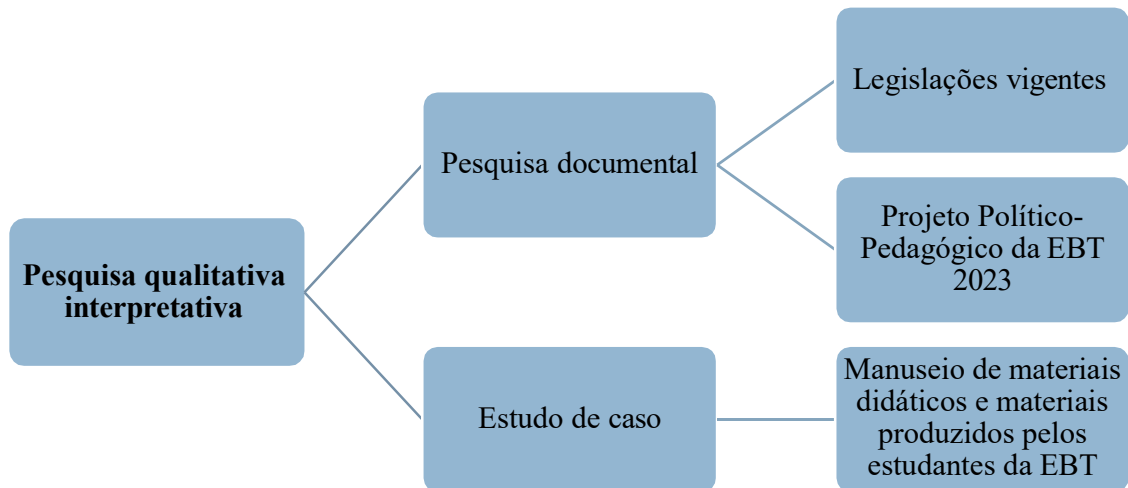 Pesquisa qualitativa
interpretativa
Pesquisa documental
Legislações vigentes
Projeto Político-
Pedagógico da EBT
2023
Estudo de caso
Manuseio de materiais
didáticos e materiais
produzidos pelos
estudantes da EBT